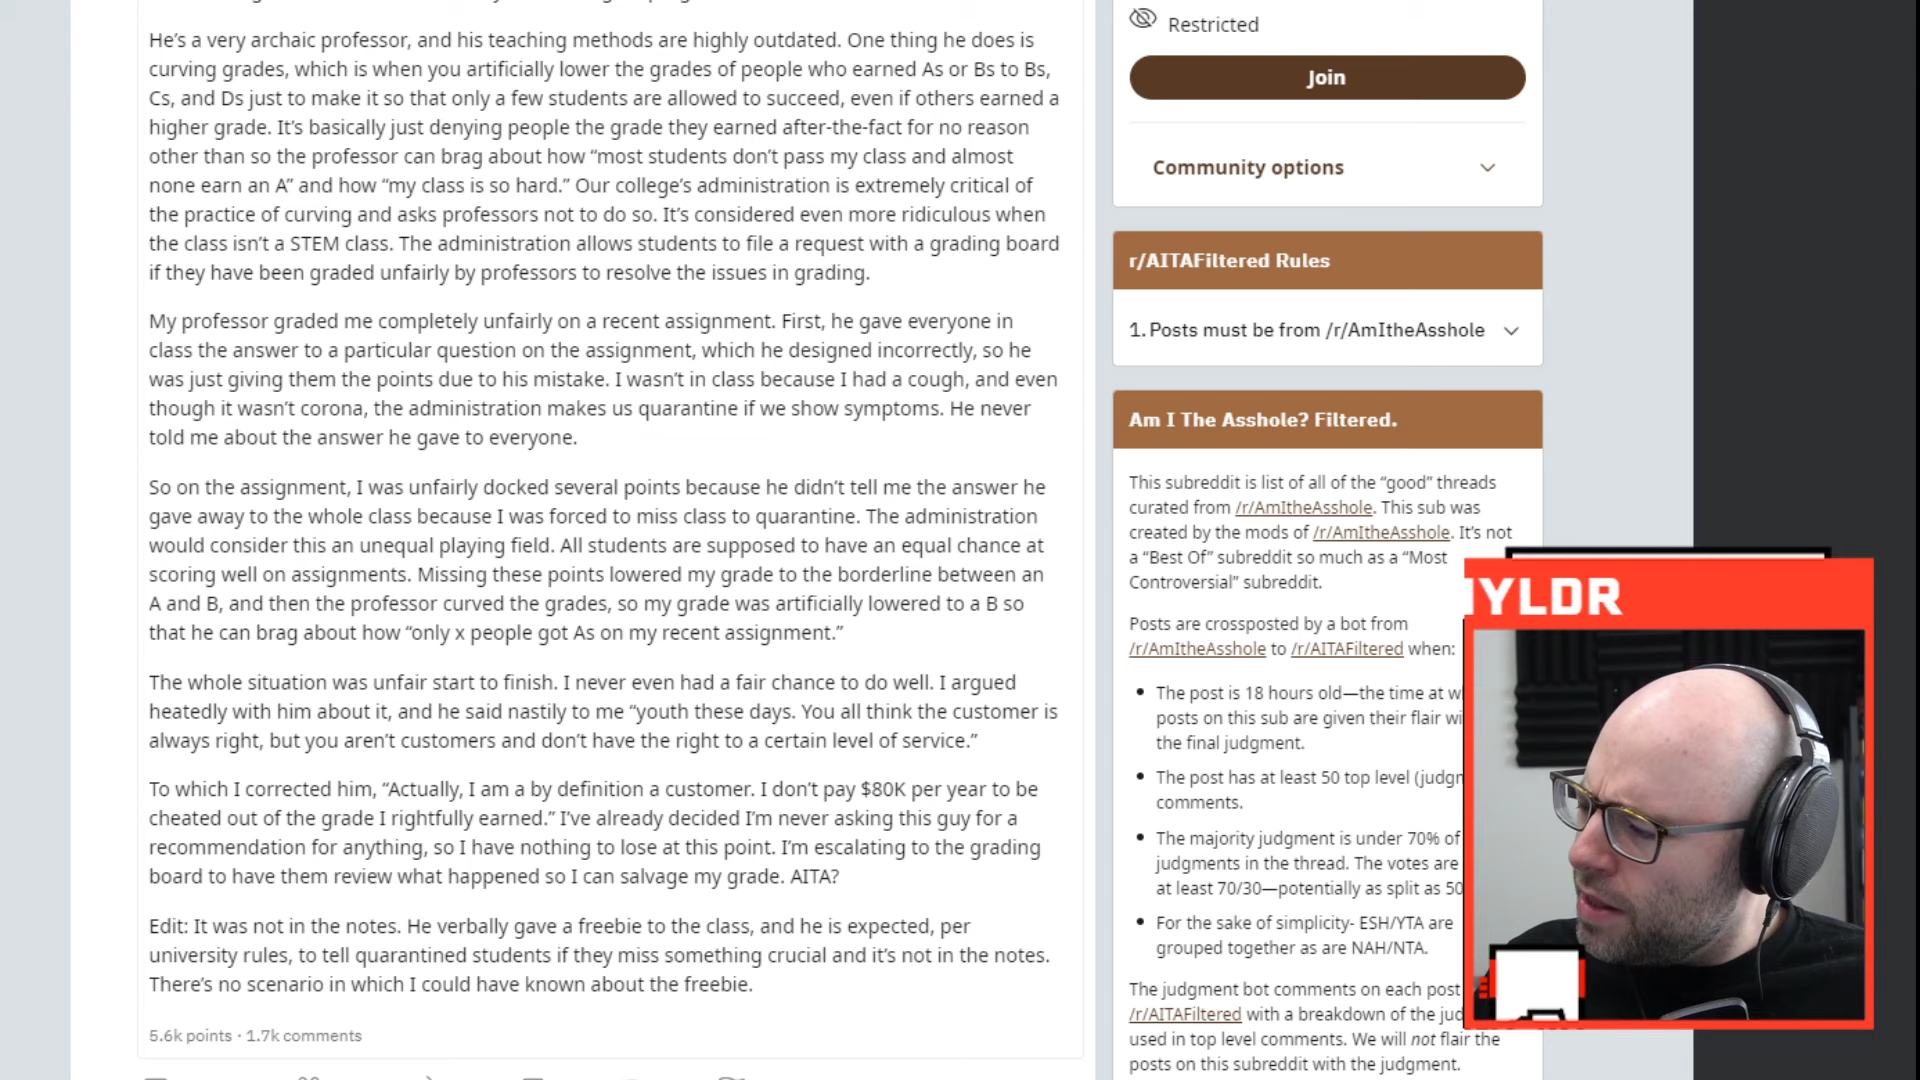 He's a very archaic professor, and his teaching methods are highly outdated. One thing he does is
curving grades, which is when you artificially lower the grades of people who earned As or Bs to Bs,
Cs, and Ds just to make it so that only a few students are allowed to succeed, even if others earned a
higher grade. It's basically just denying people the grade they earned after-the-fact for no reason
other than so the professor can brag about how “most students don't pass my class and almost
none earn an A” and how “my class is so hard.” Our college's administration is extremely critical of
the practice of curving and asks professors not to do so. It's considered even more ridiculous when
the class isn't a STEM class. The administration allows students to file a request with a grading board
if they have been graded unfairly by professors to resolve the issues in grading.
My professor graded me completely unfairly on a recent assignment. First, he gave everyone in
class the answer to a particular question on the assignment, which he designed incorrectly, so he
was just giving them the points due to his mistake. I wasn't in class because I had a cough, and even
though it wasn't corona, the administration makes us quarantine if we show symptoms. He never
told me about the answer he gave to everyone.
So on the assignment, I was unfairly docked several points because he didn't tell me the answer he
gave away to the whole class because I was forced to miss class to quarantine. The administration
would consider this an unequal playing field. All students are supposed to have an equal chance at
scoring well on assignments. Missing these points lowered my grade to the borderline between an
A and B, and then the professor curved the grades, so my grade was artificially lowered to a B so
that he can brag about how “only x people got As on my recent assignment.”
The whole situation was unfair start to finish. I never even had a fair chance to do well. I argued
heatedly with him about it, and he said nastily to me “youth these days. You all think the customer is
always right, but you aren't customers and don't have the right to a certain level of service.”
To which I corrected him, “Actually, I am a by definition a customer. I don't pay $80K per year to be
cheated out of the grade I rightfully earned.” I've already decided I'm never asking this guy for a
recommendation for anything, so I have nothing to lose at this point. I'm escalating to the grading
board to have them review what happened so I can salvage my grade. AITA?
Edit: It was not in the notes. He verbally gave a freebie to the class, and he is expected, per
university rules, to tell quarantined students if they miss something crucial and it's not in the notes.
There's no scenario in which I could have known about the freebie.
5.6k points · 1.7k comments
Restricted
Join
Community options
r/AITAFiltered Rules
1. Posts must be from /r/AmItheAsshole
Am I The Asshole? Filtered.
This subreddit is list of all of the “good” threads
curated from /r/AmItheAsshole. This sub was
created by the mods of /r/AmItheAsshole. It's not
a “Best Of” subreddit so much as a “Most
Controversial” subreddit.
Posts are crossposted by a bot from
/r/AmItheAsshole to /r/AITAFiltered when:
• The post is 18 hours old—the time at w
posts on this sub are given their flair wi
the final judgment.
• The post has at least 50 top level (judgr
comments.
• The majority judgment is under 70% of
judgments in the thread. The votes are
at least 70/30—potentially as split as 50
• For the sake of simplicity- ESH/YTA are
grouped together as are NAH/NTA.
The judgment bot comments on each post
/r/AITAFiltered with a breakdown of the jud
used in top level comments. We will not flair the
posts on this subreddit with the judgment.
YLDR